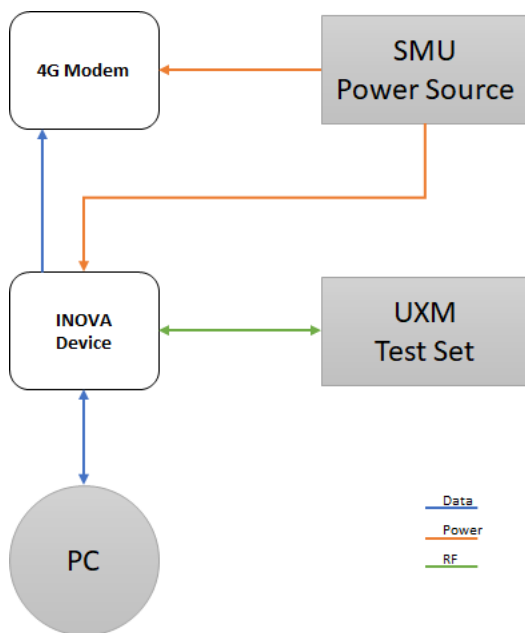 4G Modem
SMU
Power Source
INOVA
Device
UXM
Test Set
PC
Data
Power
RF